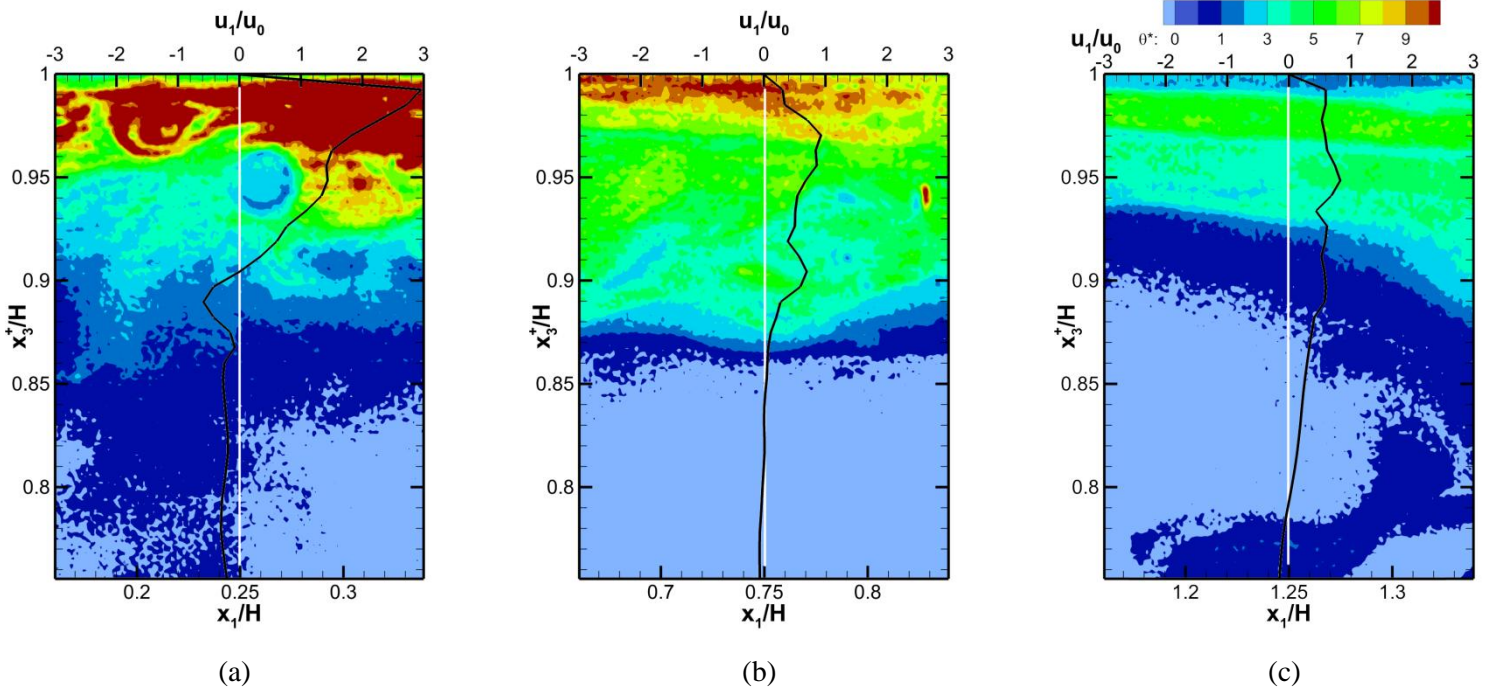 u₁/u₀
-3 -2 -1 0 1 2 3
1
0.95
0.9
0.85
0.8
x₃⁺/H
0.2 0.25 0.3
x₁/H
(a)
u₁/u₀
-3 -2 -1 0 1 2 3
1
0.95
0.9
0.85
0.8
x₃⁺/H
0.7 0.75 0.8
x₁/H
(b)
u₁/u₀ θ*: 0 1 3 5 7 9
-3 -2 -1 0 1 2 3
1
0.95
0.9
0.85
0.8
x₃⁺/H
1.2 1.25 1.3
x₁/H
(c)